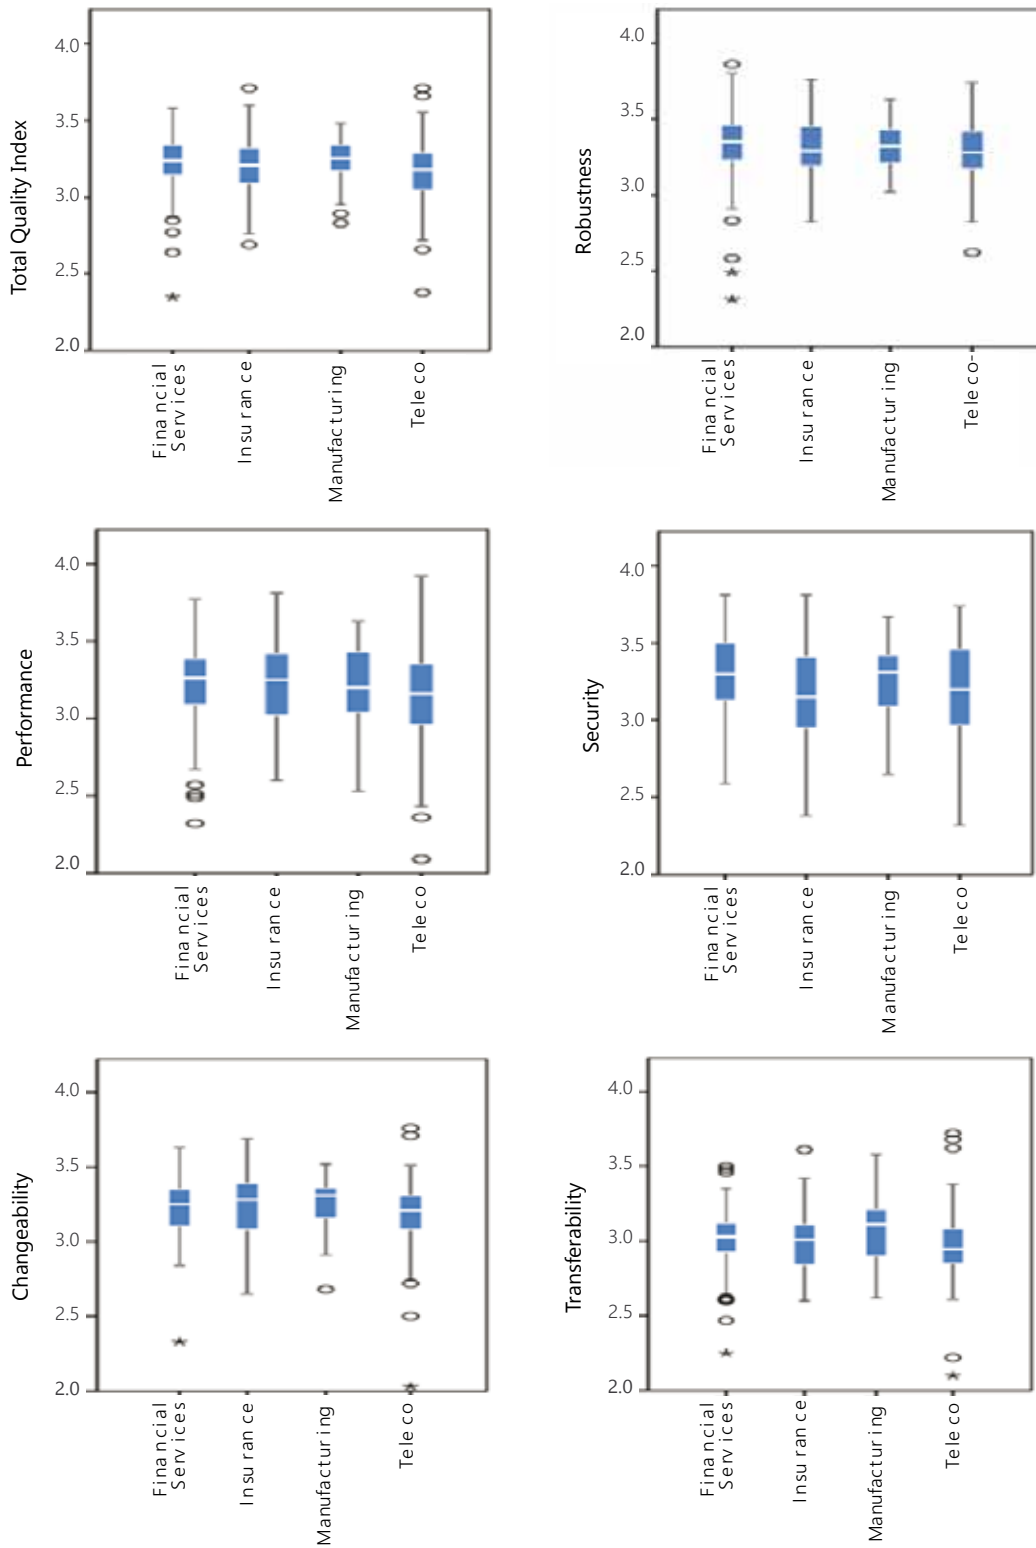 Total Quality Index
4.0
3.5
3.0
2.5
2.0
Financial
Services
Insurance
Manufacturing
Teleco
Robustness
4.0
3.5
3.0
2.5
2.0
Financial
Services
Insurance
Manufacturing
Teleco-
Performance
4.0
3.5
3.0
2.5
2.0
Financial
Services
Insurance
Manufacturing
Teleco
Security
4.0
3.5
3.0
2.5
2.0
Financial
Services
Insurance
Manufacturing
Teleco
Changeability
4.0
3.5
3.0
2.5
2.0
Financial
Services
Insurance
Manufacturing
Teleco
Transferability
4.0
3.5
3.0
2.5
2.0
Financial
Services
Insurance
Manufacturing
Teleco